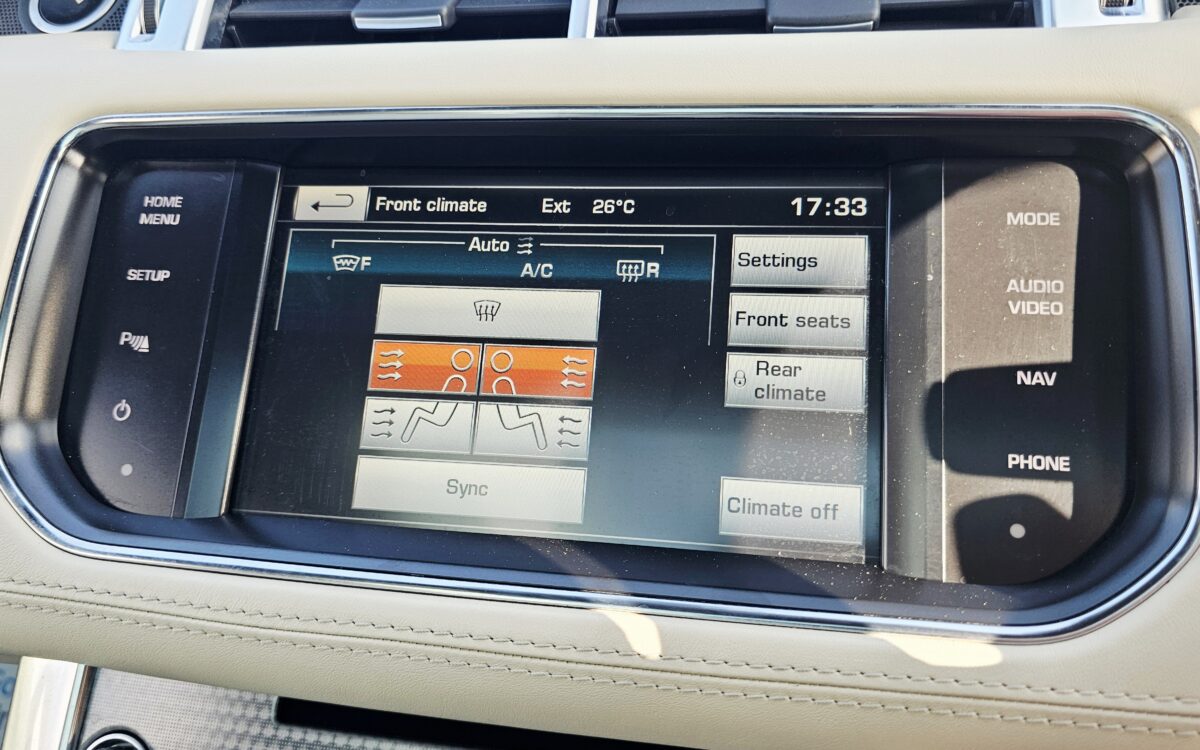 HOME
MENU
SETUP
P
Front climate Ext 26°C 17:33
Auto
F A/C R
Settings
Front seats
Rear
climate
Sync
Climate off
MODE
AUDIO
VIDEO
NAV
PHONE